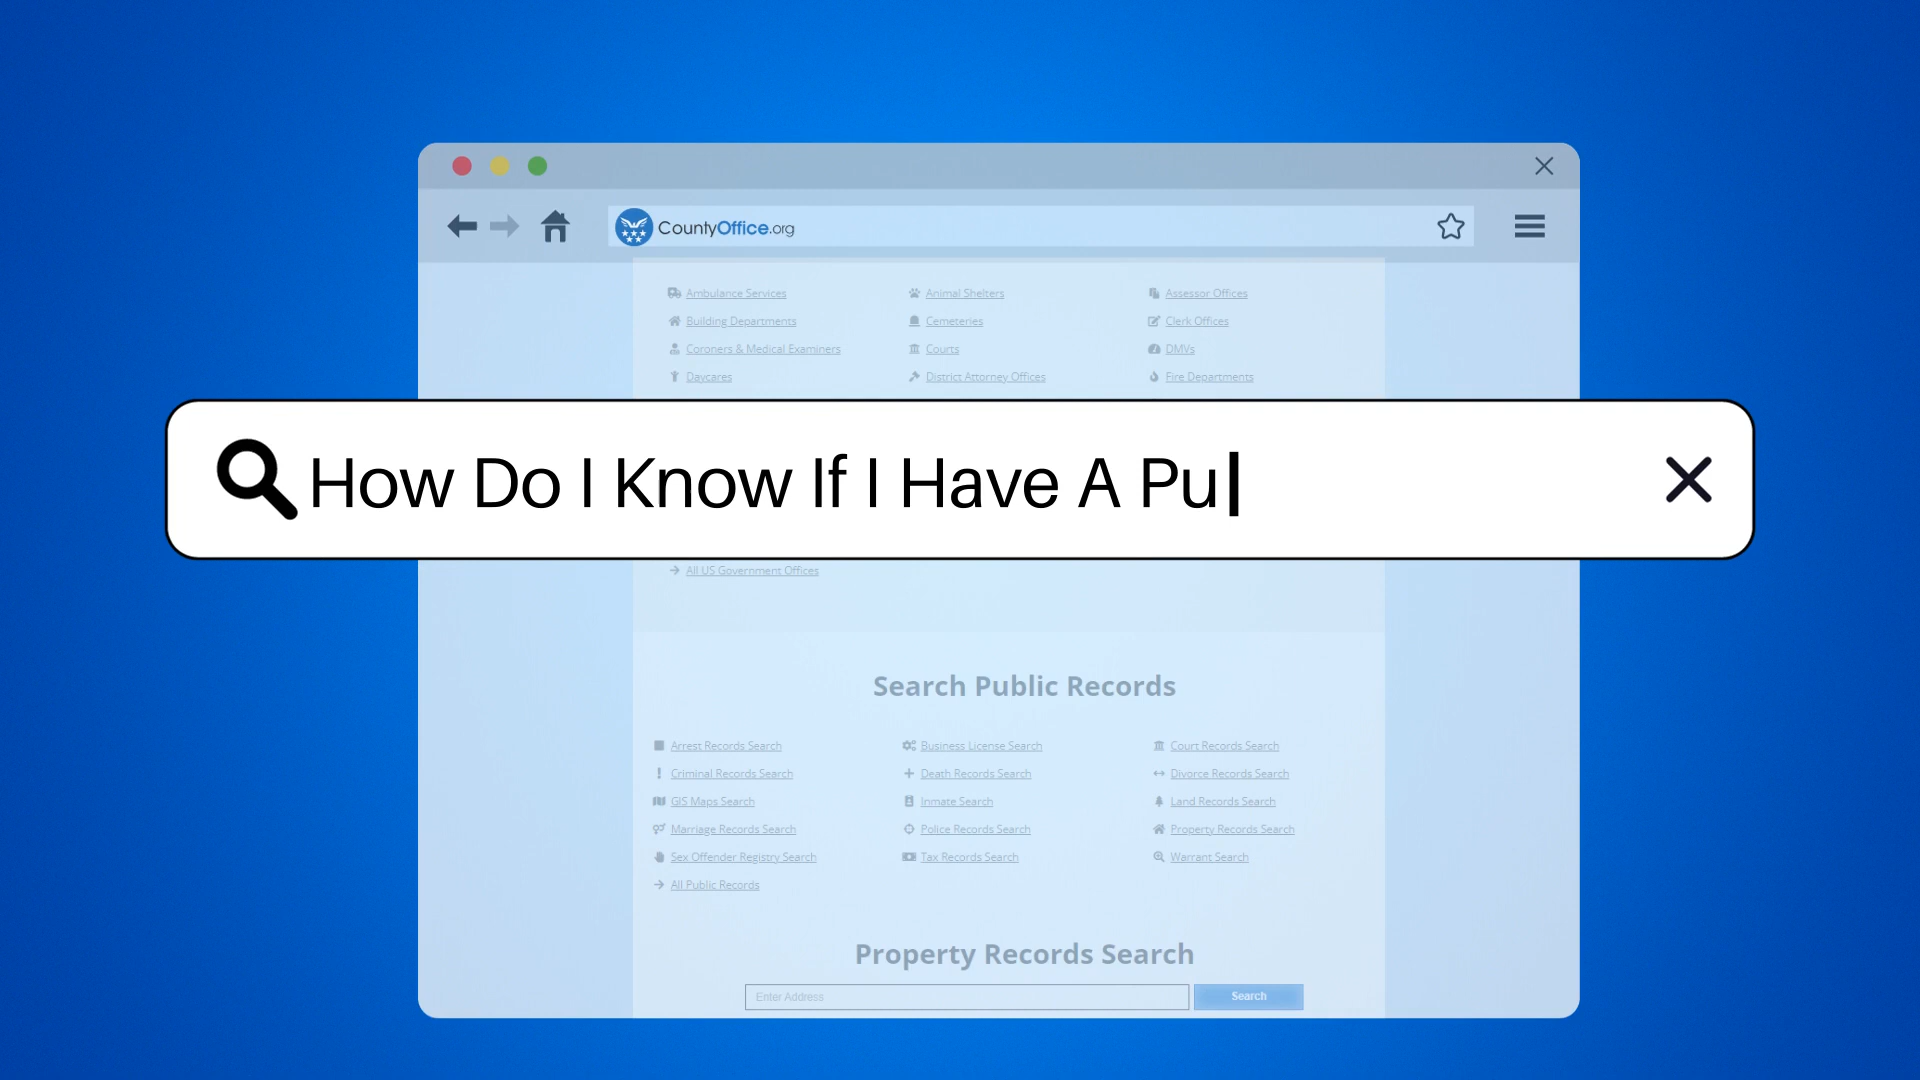 CountyOffice.org
Ambulance Services Animal Shelters Assessor Offices
Building Departments Cemeteries Clerk Offices
Coroners & Medical Examiners Courts DMVs
Daycares District Attorney Offices Fire Departments
How Do I Know If I Have A Pu
All US Government Offices
Search Public Records
Arrest Records Search Business License Search Court Records Search
Criminal Records Search Death Records Search Divorce Records Search
GIS Maps Search Inmate Search Land Records Search
Marriage Records Search Police Records Search Property Records Search
Sex Offender Registry Search Tax Records Search Warrant Search
All Public Records
Property Records Search
Enter Address Search